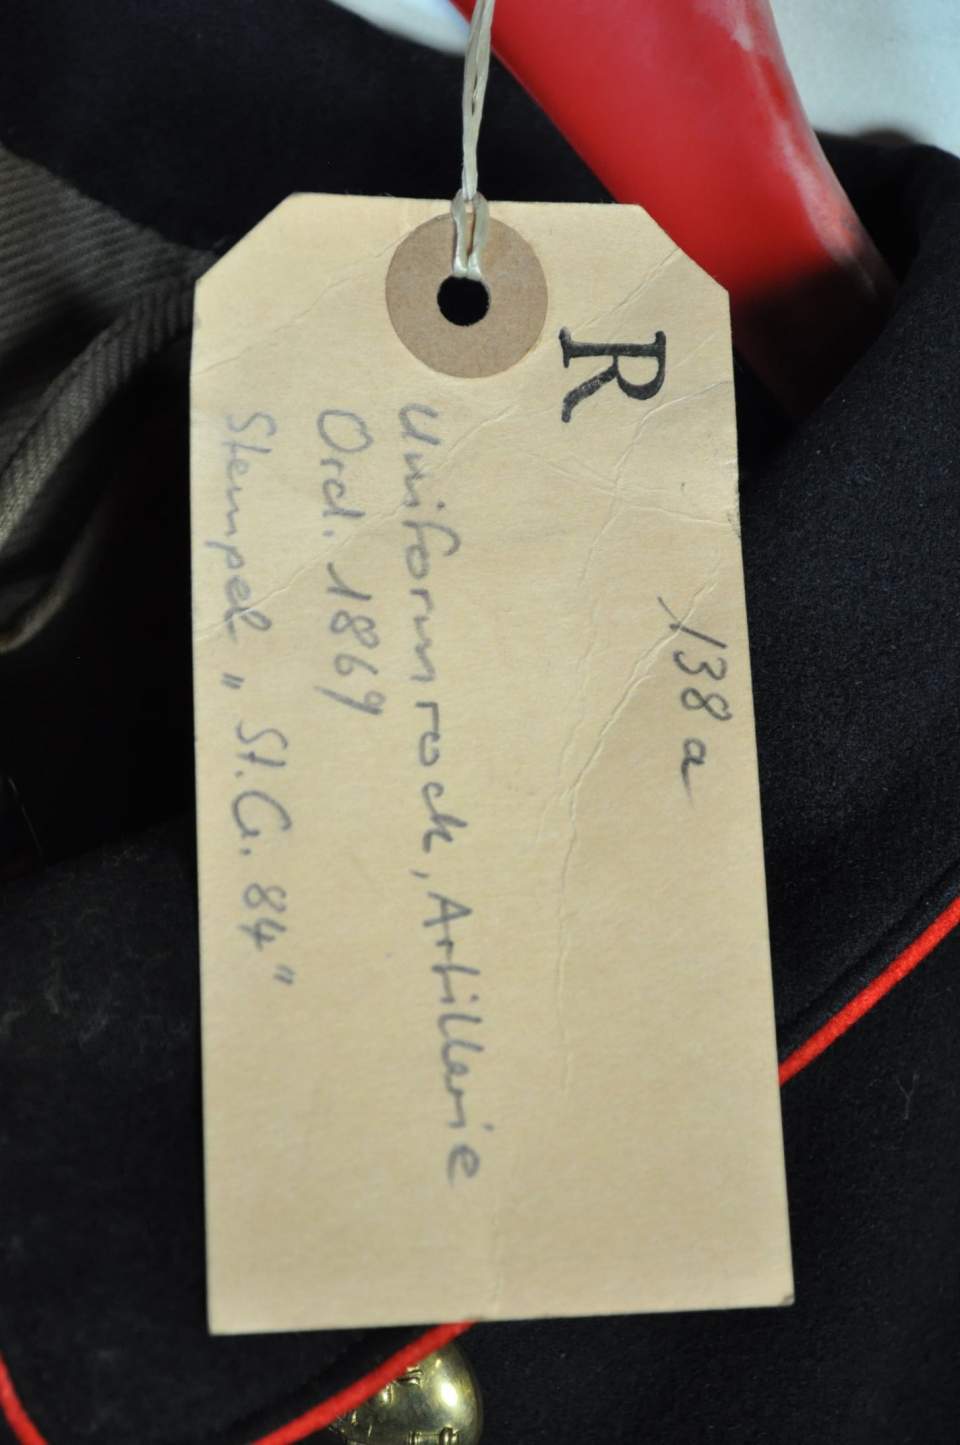 R
138a
Uniformrock, Artillerie
Ord. 1869
Stempel „ St.G. 84"